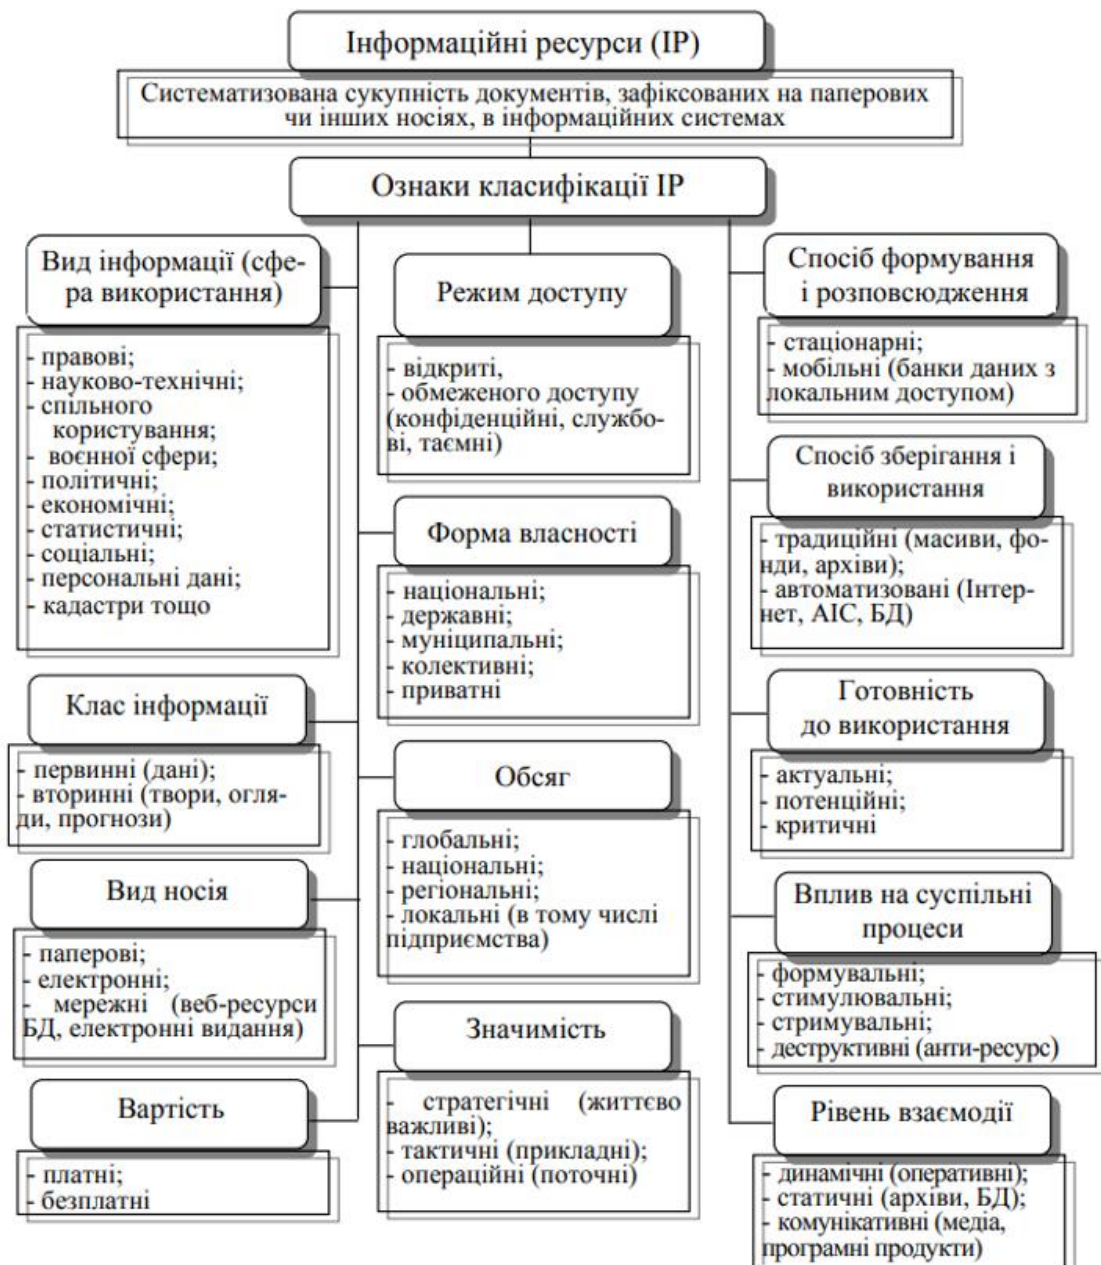 Інформаційні ресурси (ІР)
Систематизована сукупність документів, зафіксованих на паперових
чи інших носіях, в інформаційних системах
Ознаки класифікації ІР
Вид інформації (сфе-
ра використання)
- правові;
- науково-технічні;
- спільного
користування;
- воєнної сфери;
- політичні;
- економічні;
- статистичні;
- соціальні;
- персональні дані;
- кадастри тощо
Клас інформації
- первинні (дані);
- вторинні (твори, огля-
ди, прогнози)
Вид носія
- паперові;
- електронні;
- мережні (веб-ресурси
БД, електронні видання)
Вартість
- платні;
- безплатні
Режим доступу
- відкриті,
- обмеженого доступу
(конфіденційні, службо-
ві, таємні)
Форма власності
- національні;
- державні;
- муніципальні;
- колективні;
- приватні
Обсяг
- глобальні;
- національні;
- регіональні;
- локальні (в тому числі
підприємства)
Значимість
- стратегічні (життєво
важливі);
- тактичні (прикладні);
- операційні (поточні)
Спосіб формування
і розповсюдження
- стаціонарні;
- мобільні (банки даних з
локальним доступом)
Спосіб зберігання і
використання
- традиційні (масиви, фо-
нди, архіви);
- автоматизовані (Інтер-
нет, АІС, БД)
Готовність
до використання
- актуальні;
- потенційні;
- критичні
Вплив на суспільні
процеси
- формувальні;
- стимулювальні;
- стримувальні;
- деструктивні (анти-ресурс)
Рівень взаємодії
- динамічні (оперативні);
- статичні (архіви, БД);
- комунікативні (медіа,
програмні продукти)